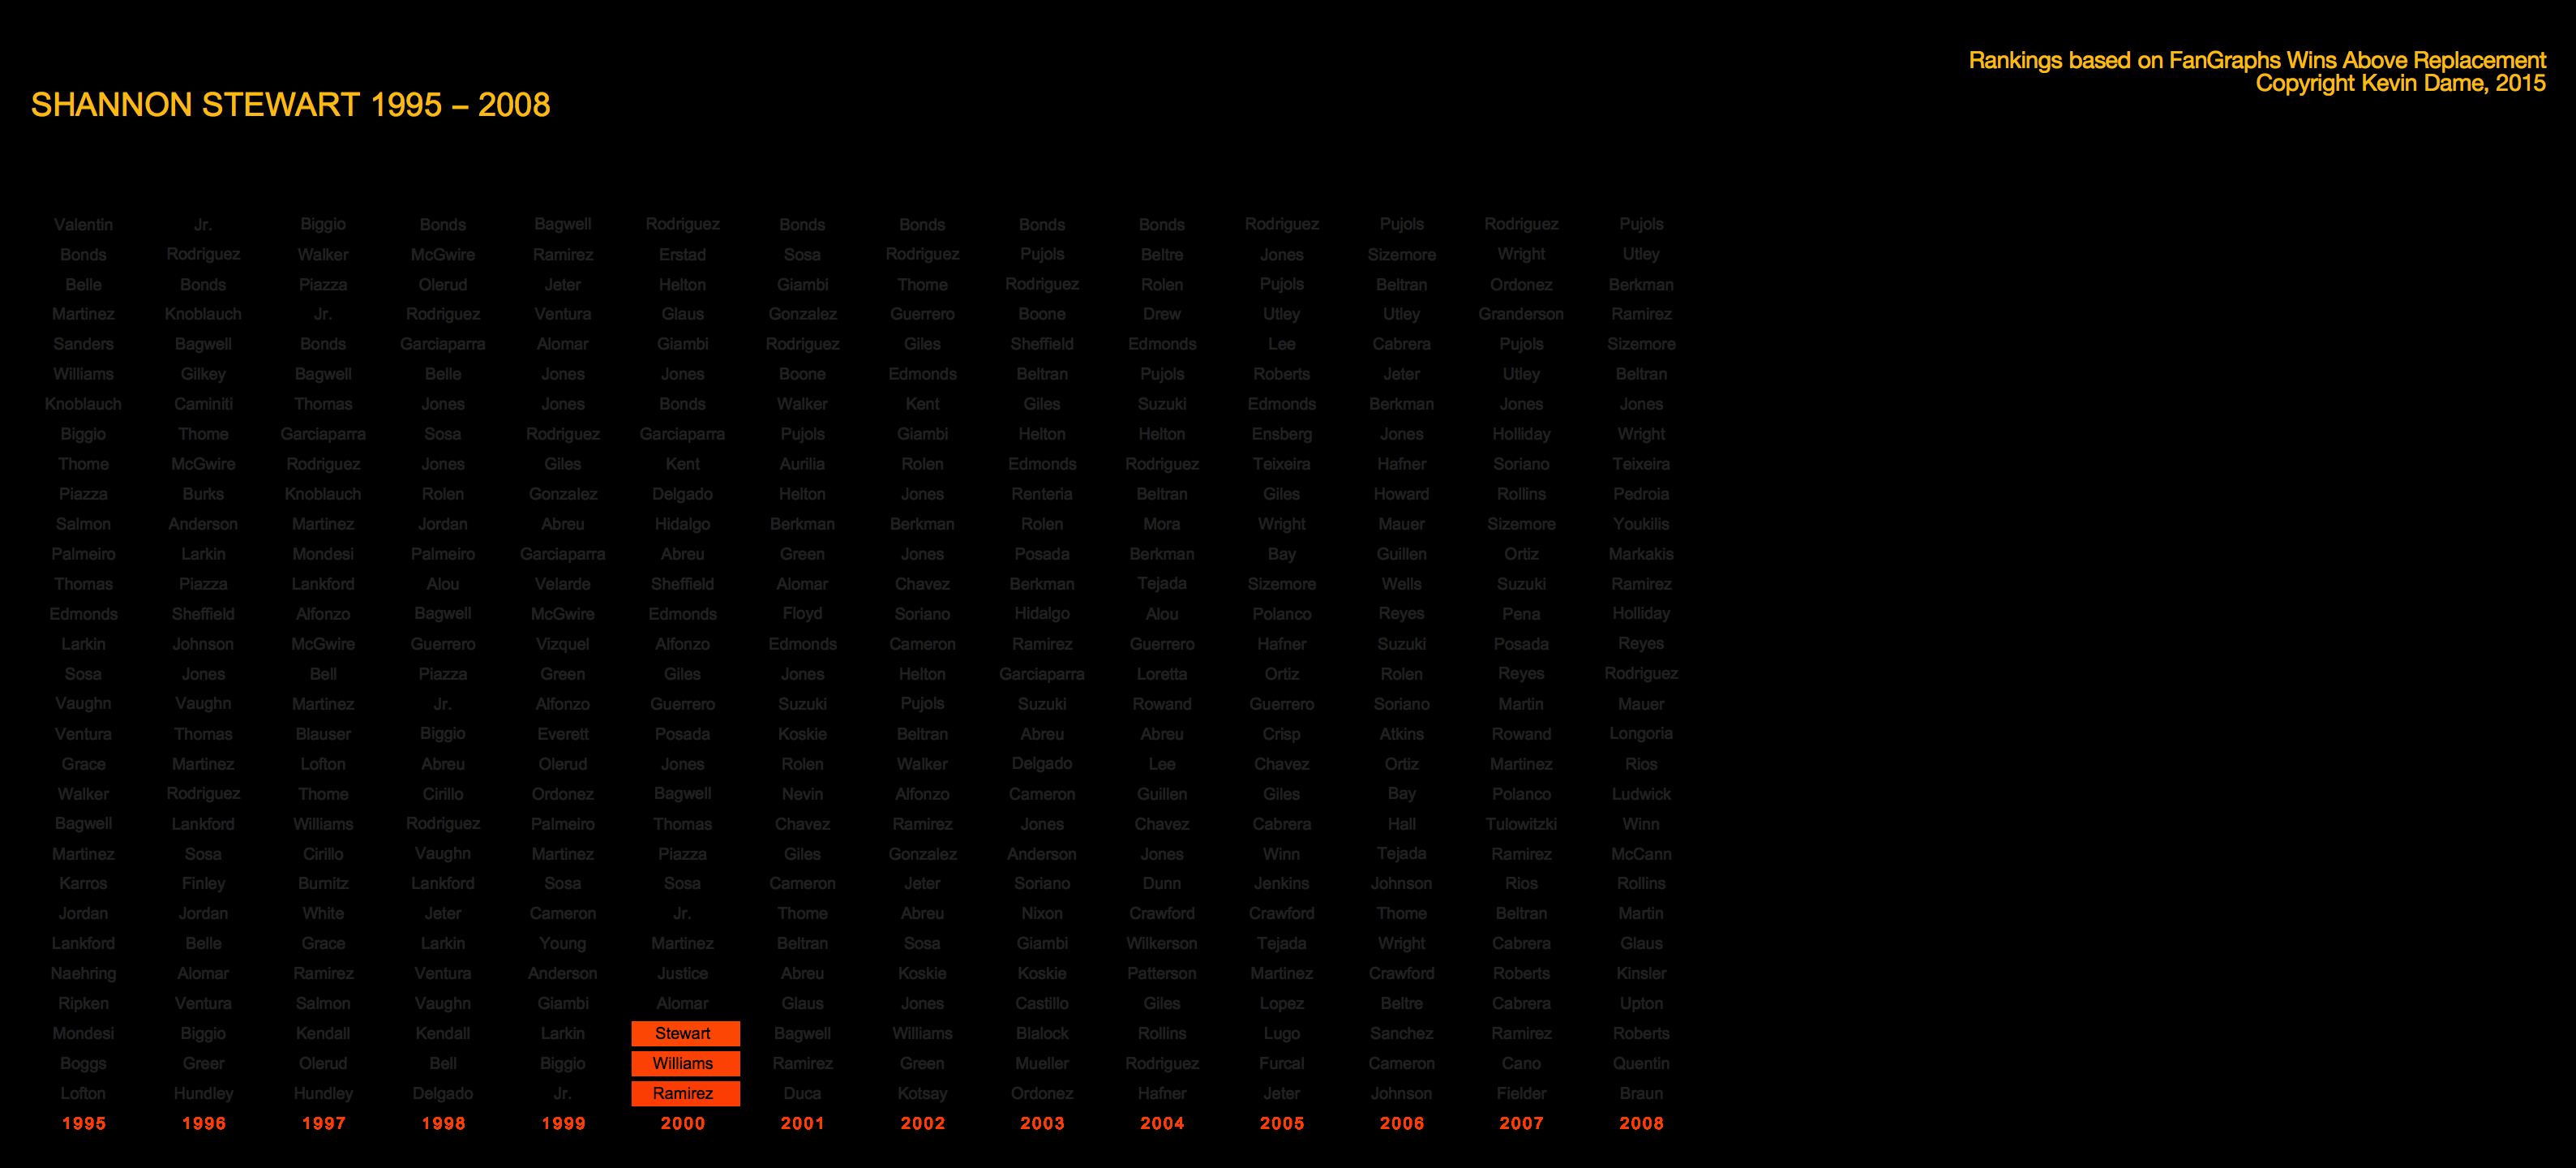 Rankings based on FanGraphs Wins Above Replacement
Copyright Kevin Dame, 2015
SHANNON STEWART 1995 – 2008
Valentin Jr. Biggio Bonds Bagwell Rodriguez Bonds Bonds Bonds Bonds Rodriguez Pujols Rodriguez Pujols
Bonds Rodriguez Walker McGwire Ramirez Erstad Sosa Rodriguez Pujols Beltre Jones Sizemore Wright Utley
Belle Bonds Piazza Olerud Jeter Helton Giambi Thome Rodriguez Rolen Pujols Beltran Ordonez Berkman
Martinez Knoblauch Jr. Rodriguez Ventura Glaus Gonzalez Guerrero Boone Drew Utley Utley Granderson Ramirez
Sanders Bagwell Bonds Garciaparra Alomar Giambi Rodriguez Giles Sheffield Edmonds Lee Cabrera Pujols Sizemore
Williams Gilkey Bagwell Belle Jones Jones Boone Edmonds Beltran Pujols Roberts Jeter Utley Beltran
Knoblauch Caminiti Thomas Jones Jones Bonds Walker Kent Giles Suzuki Edmonds Berkman Jones Jones
Biggio Thome Garciaparra Sosa Rodriguez Garciaparra Pujols Giambi Helton Helton Ensberg Jones Holliday Wright
Thome McGwire Rodriguez Jones Giles Kent Aurilia Rolen Edmonds Rodriguez Teixeira Hafner Soriano Teixeira
Piazza Burks Knoblauch Rolen Gonzalez Delgado Helton Jones Renteria Beltran Giles Howard Rollins Pedroia
Salmon Anderson Martinez Jordan Abreu Hidalgo Berkman Berkman Rolen Mora Wright Mauer Sizemore Youkilis
Palmeiro Larkin Mondesi Palmeiro Garciaparra Abreu Green Jones Posada Berkman Bay Guillen Ortiz Markakis
Thomas Piazza Lankford Alou Velarde Sheffield Alomar Chavez Berkman Tejada Sizemore Wells Suzuki Ramirez
Edmonds Sheffield Alfonzo Bagwell McGwire Edmonds Floyd Soriano Hidalgo Alou Polanco Reyes Pena Holliday
Larkin Johnson McGwire Guerrero Vizquel Alfonzo Edmonds Cameron Ramirez Guerrero Hafner Suzuki Posada Reyes
Sosa Jones Bell Piazza Green Giles Jones Helton Garciaparra Loretta Ortiz Rolen Reyes Rodriguez
Vaughn Vaughn Martinez Jr. Alfonzo Guerrero Suzuki Pujols Suzuki Rowand Guerrero Soriano Martin Mauer
Ventura Thomas Blauser Biggio Everett Posada Koskie Beltran Abreu Abreu Crisp Atkins Rowand Longoria
Grace Martinez Lofton Abreu Olerud Jones Rolen Walker Delgado Lee Chavez Ortiz Martinez Rios
Walker Rodriguez Thome Cirillo Ordonez Bagwell Nevin Alfonzo Cameron Guillen Giles Bay Polanco Ludwick
Bagwell Lankford Williams Rodriguez Palmeiro Thomas Chavez Ramirez Jones Chavez Cabrera Hall Tulowitzki Winn
Martinez Sosa Cirillo Vaughn Martinez Piazza Giles Gonzalez Anderson Jones Winn Tejada Ramirez McCann
Karros Finley Burnitz Lankford Sosa Sosa Cameron Jeter Soriano Dunn Jenkins Johnson Rios Rollins
Jordan Jordan White Jeter Cameron Jr. Thome Abreu Nixon Crawford Crawford Thome Beltran Martin
Lankford Belle Grace Larkin Young Martinez Beltran Sosa Giambi Wilkerson Tejada Wright Cabrera Glaus
Naehring Alomar Ramirez Ventura Anderson Justice Abreu Koskie Koskie Patterson Martinez Crawford Roberts Kinsler
Ripken Ventura Salmon Vaughn Giambi Alomar Glaus Jones Castillo Giles Lopez Beltre Cabrera Upton
Mondesi Biggio Kendall Kendall Larkin Stewart Bagwell Williams Blalock Rollins Lugo Sanchez Ramirez Roberts
Boggs Greer Olerud Bell Biggio Williams Ramirez Green Mueller Rodriguez Furcal Cameron Cano Quentin
Lofton Hundley Hundley Delgado Jr. Ramirez Duca Kotsay Ordonez Hafner Jeter Johnson Fielder Braun
1995 1996 1997 1998 1999 2000 2001 2002 2003 2004 2005 2006 2007 2008